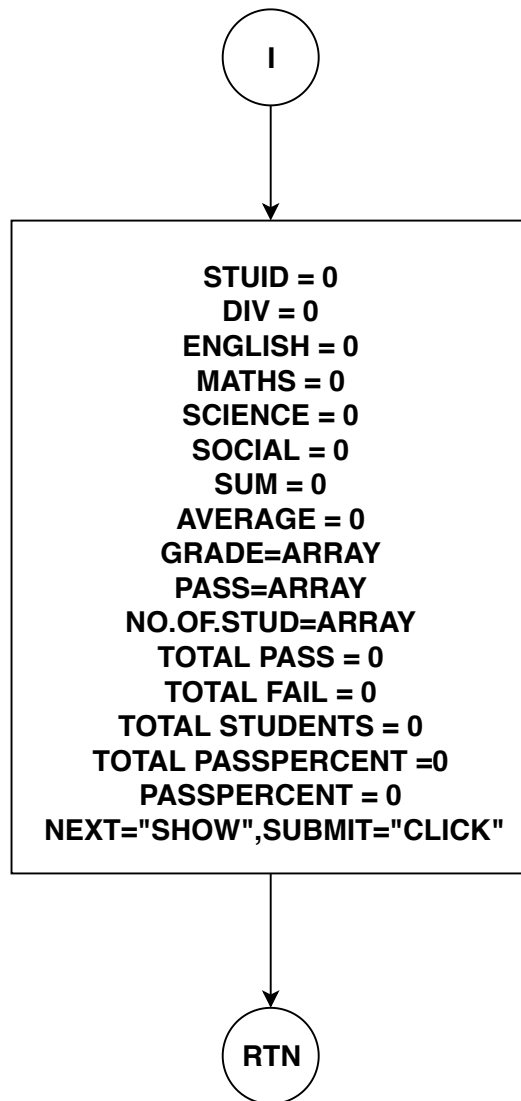 I
STUID = 0
DIV = 0
ENGLISH = 0
MATHS = 0
SCIENCE = 0
SOCIAL = 0
SUM = 0
AVERAGE = 0
GRADE=ARRAY
PASS=ARRAY
NO.OF.STUD=ARRAY
TOTAL PASS = 0
TOTAL FAIL = 0
TOTAL STUDENTS = 0
TOTAL PASSPERCENT =0
PASSPERCENT = 0
NEXT="SHOW",SUBMIT="CLICK"
RTN